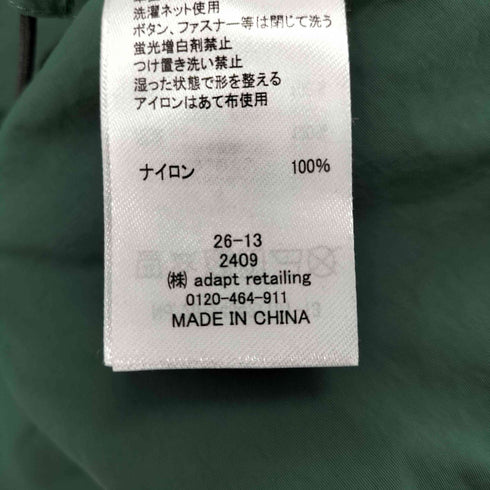 洗濯ネット使用
ボタン、ファスナー等は閉じて洗う
蛍光増白剤禁止
つけ置き洗い禁止
湿った状態で形を整える
アイロンはあて布使用
ナイロン 100%
26-13
2409
㈱ adapt retailing
0120-464-911
MADE IN CHINA